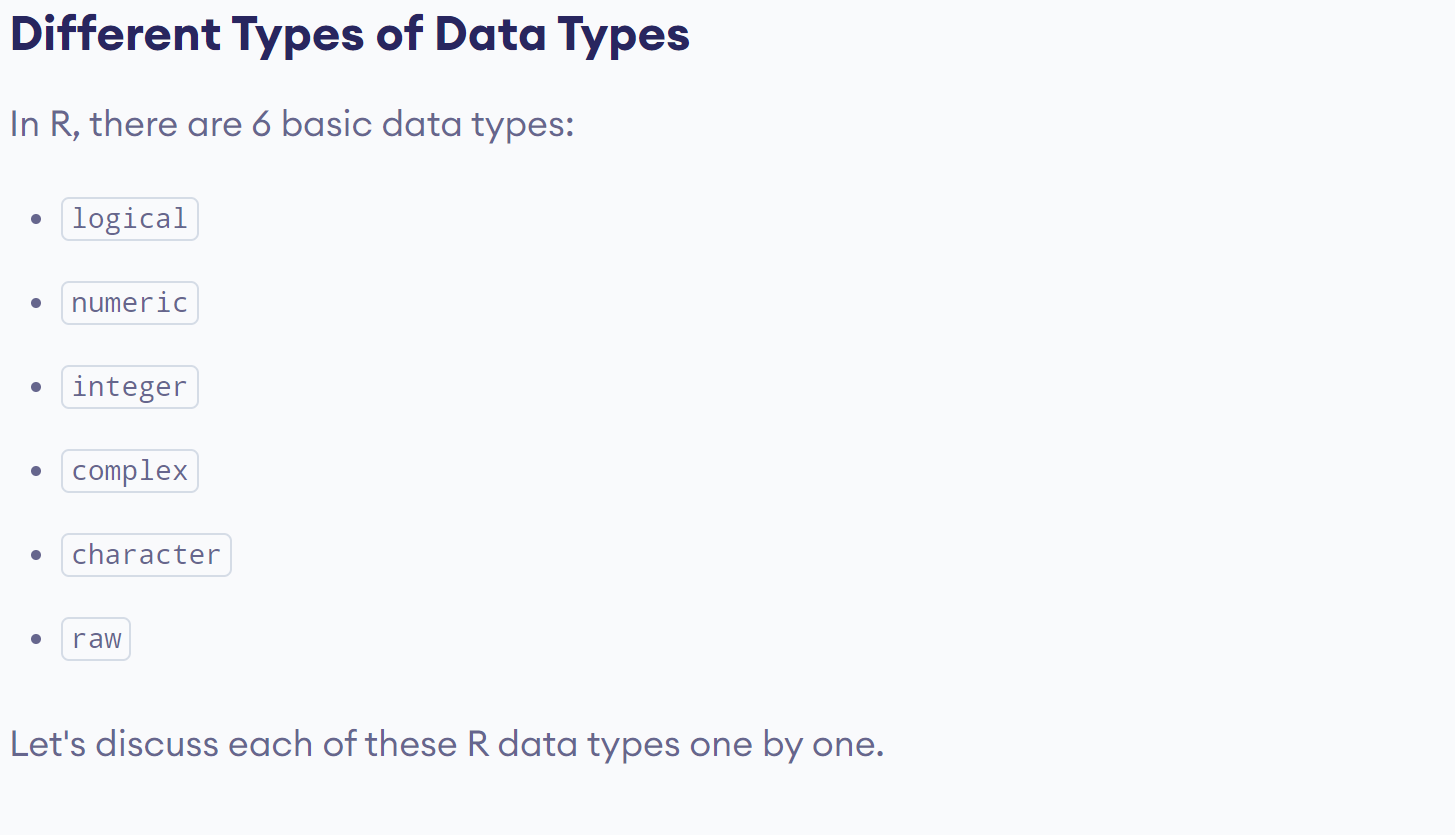 Different Types of Data Types
In R, there are 6 basic data types:
logical
numeric
integer
complex
character
raw
Let's discuss each of these R data types one by one.